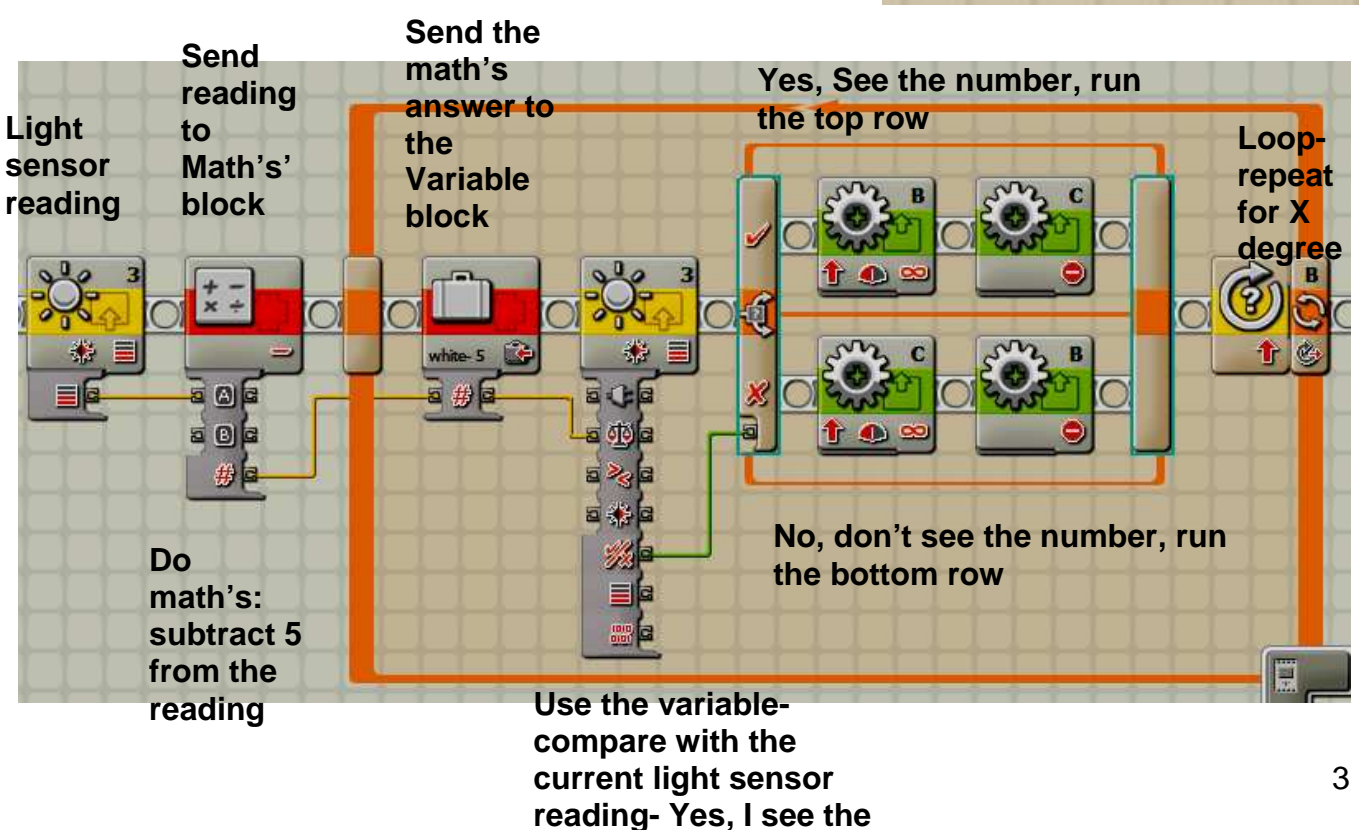 Light
sensor
reading
Send
reading
to
Math's'
block
Send the
math's
answer to
the
Variable
block
Yes, See the number, run
the top row
Loop-
repeat
for X
degree
3
white- 5
3
B
C
B
C
B
A
B
#
#
Do
math's:
subtract 5
from the
reading
No, don't see the number, run
the bottom row
Use the variable-
compare with the
current light sensor
reading- Yes, I see the
3